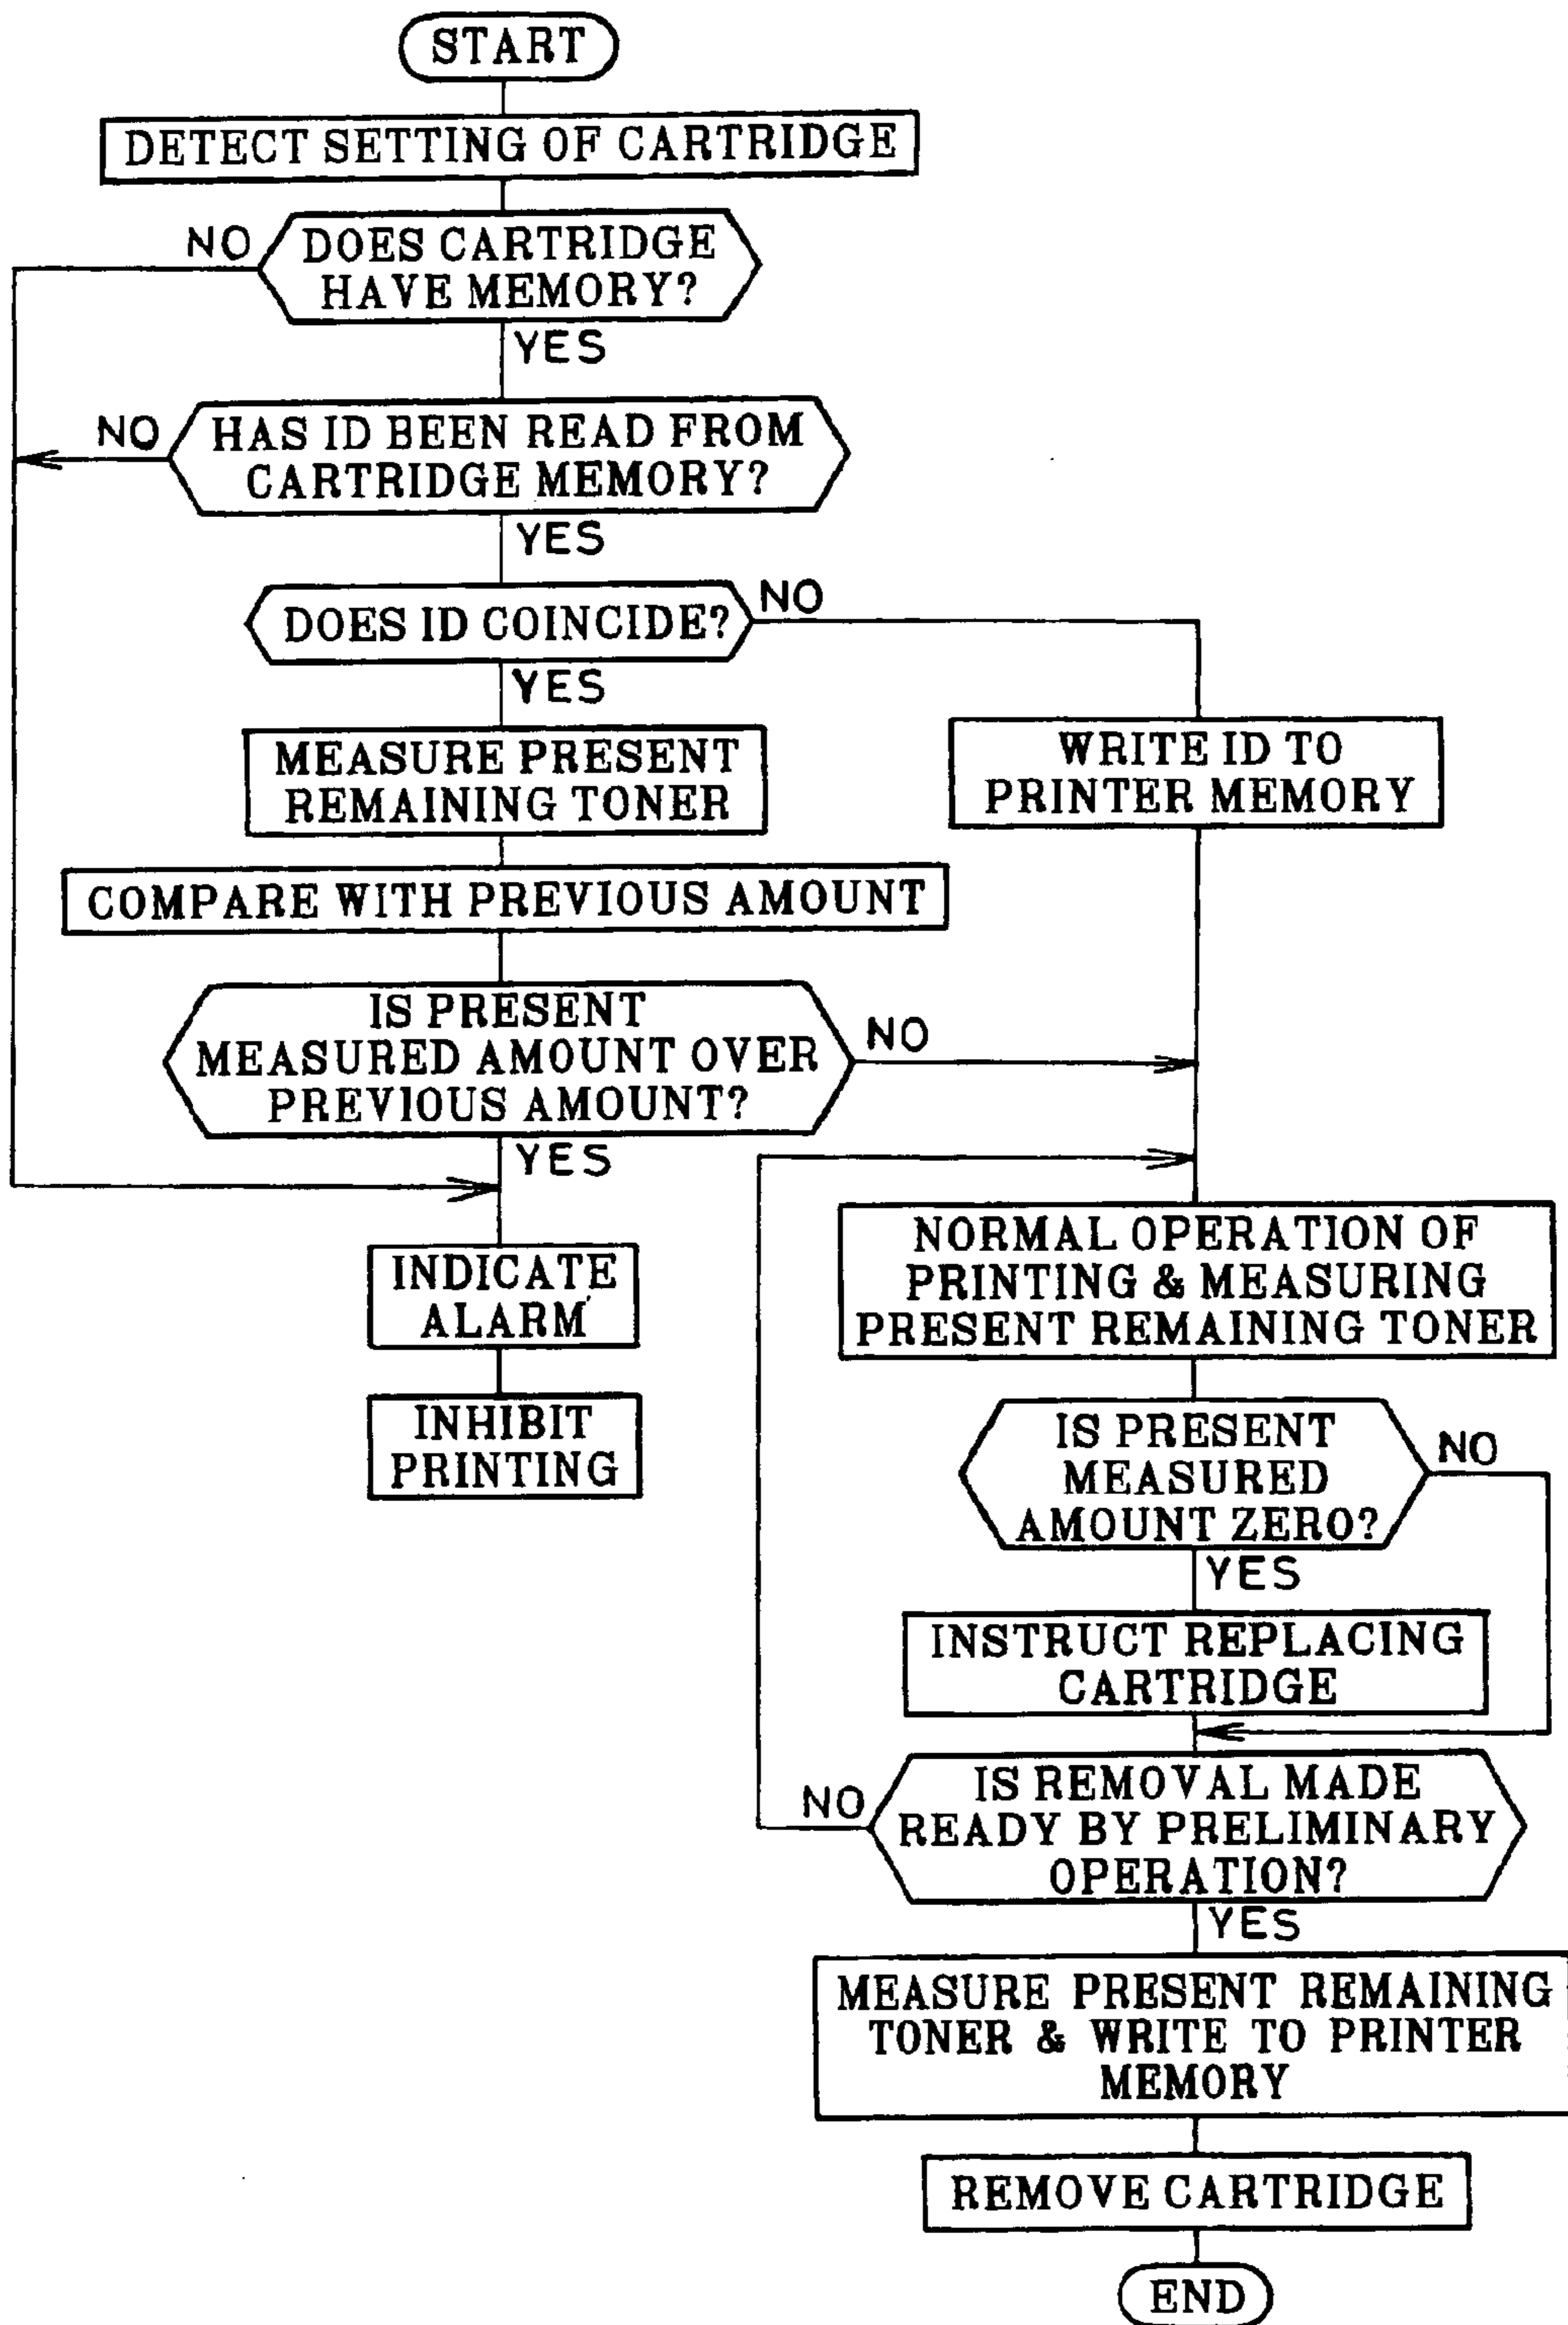 START
DETECT SETTING OF CARTRIDGE
NO
DOES CARTRIDGE
HAVE MEMORY?
YES
NO
HAS ID BEEN READ FROM
CARTRIDGE MEMORY?
YES
DOES ID COINCIDE?
NO
YES
MEASURE PRESENT
REMAINING TONER
WRITE ID TO
PRINTER MEMORY
COMPARE WITH PREVIOUS AMOUNT
IS PRESENT
MEASURED AMOUNT OVER
PREVIOUS AMOUNT?
NO
YES
INDICATE
ALARM
INHIBIT
PRINTING
NORMAL OPERATION OF
PRINTING & MEASURING
PRESENT REMAINING TONER
IS PRESENT
MEASURED
AMOUNT ZERO?
NO
YES
INSTRUCT REPLACING
CARTRIDGE
NO
IS REMOVAL MADE
READY BY PRELIMINARY
OPERATION?
YES
MEASURE PRESENT REMAINING
TONER & WRITE TO PRINTER
MEMORY
REMOVE CARTRIDGE
END